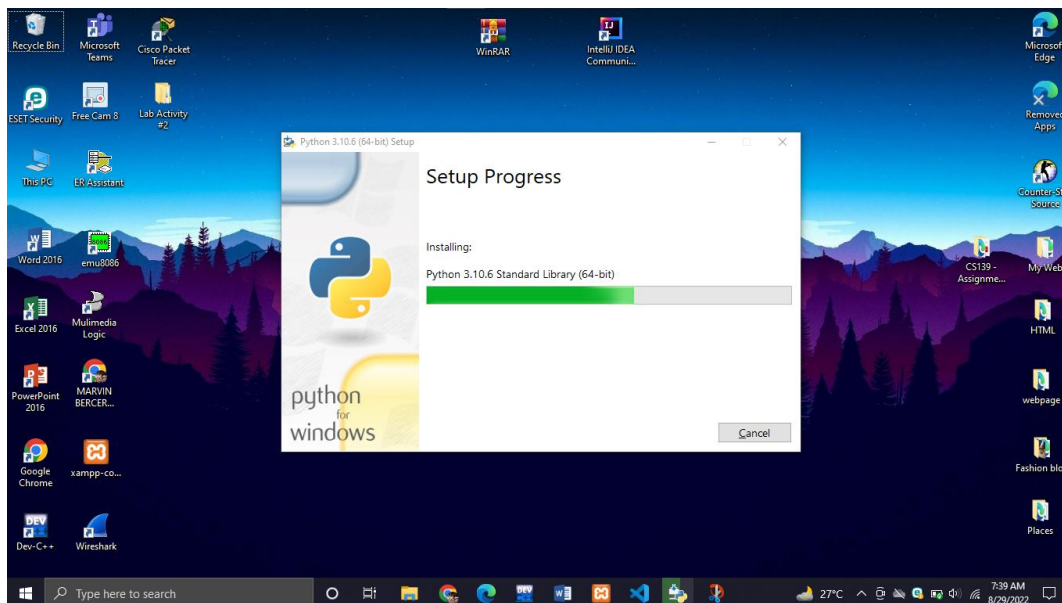 Recycle Bin
Microsoft
Teams
Cisco Packet
Tracer
WinRAR
IntelliJ IDEA
Communi...
Microsof
Edge
ESET Security
Free Cam 8
Lab Activity
#2
Removed
Apps
Python 3.10.6 (64-bit) Setup
Setup Progress
Installing:
Python 3.10.6 Standard Library (64-bit)
python
for
windows
Cancel
This PC
ER Assistant
Counter-St
Source
Word 2016
8086
emu8086
CS139 -
Assignme...
My Web
Excel 2016
Mulimedia
Logic
HTML
PowerPoint
2016
MARVIN
BERCER...
webpage
Google
Chrome
xampp-co...
Fashion blo
DEV
Dev-C++
Wireshark
Places
Type here to search
DEV
27°C
7:39 AM
8/29/2022